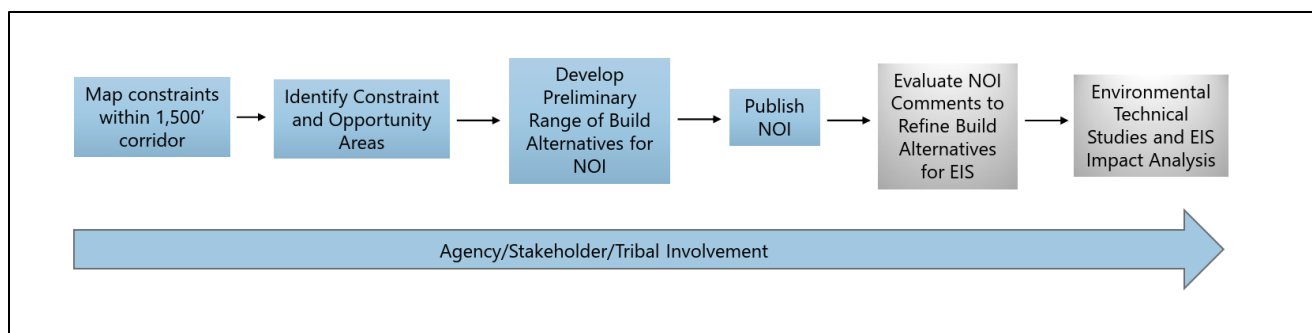 Map constraints
within 1,500’
corridor
Identify Constraint
and Opportunity
Areas
Develop
Preliminary
Range of Build
Alternatives for
NOI
Publish
NOI
Evaluate NOI
Comments to
Refine Build
Alternatives
for EIS
Environmental
Technical
Studies and EIS
Impact Analysis
Agency/Stakeholder/Tribal Involvement